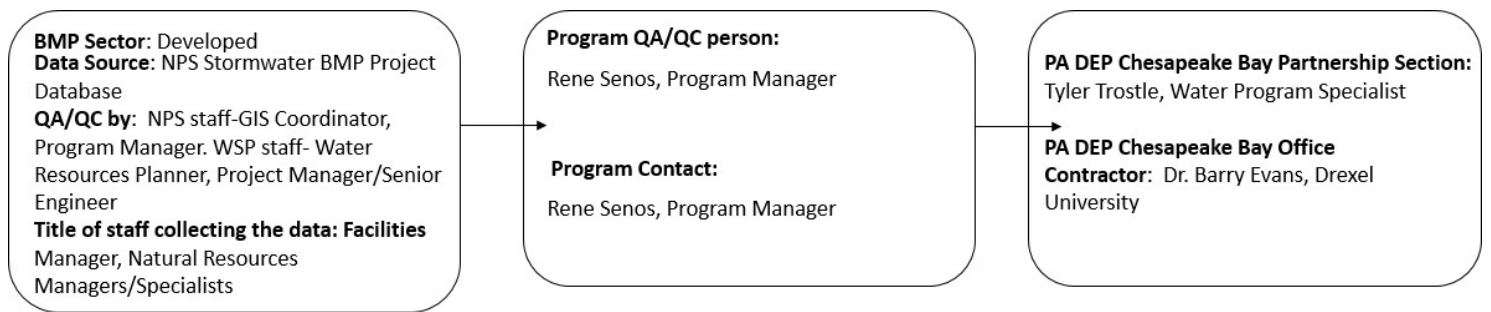 BMP Sector: Developed
Data Source: NPS Stormwater BMP Project
Database
QA/QC by: NPS staff-GIS Coordinator,
Program Manager. WSP staff- Water
Resources Planner, Project Manager/Senior
Engineer
Title of staff collecting the data: Facilities
Manager, Natural Resources
Managers/Specialists
Program QA/QC person:
Rene Senos, Program Manager
Program Contact:
Rene Senos, Program Manager
PA DEP Chesapeake Bay Partnership Section:
Tyler Trostle, Water Program Specialist
PA DEP Chesapeake Bay Office
Contractor: Dr. Barry Evans, Drexel
University